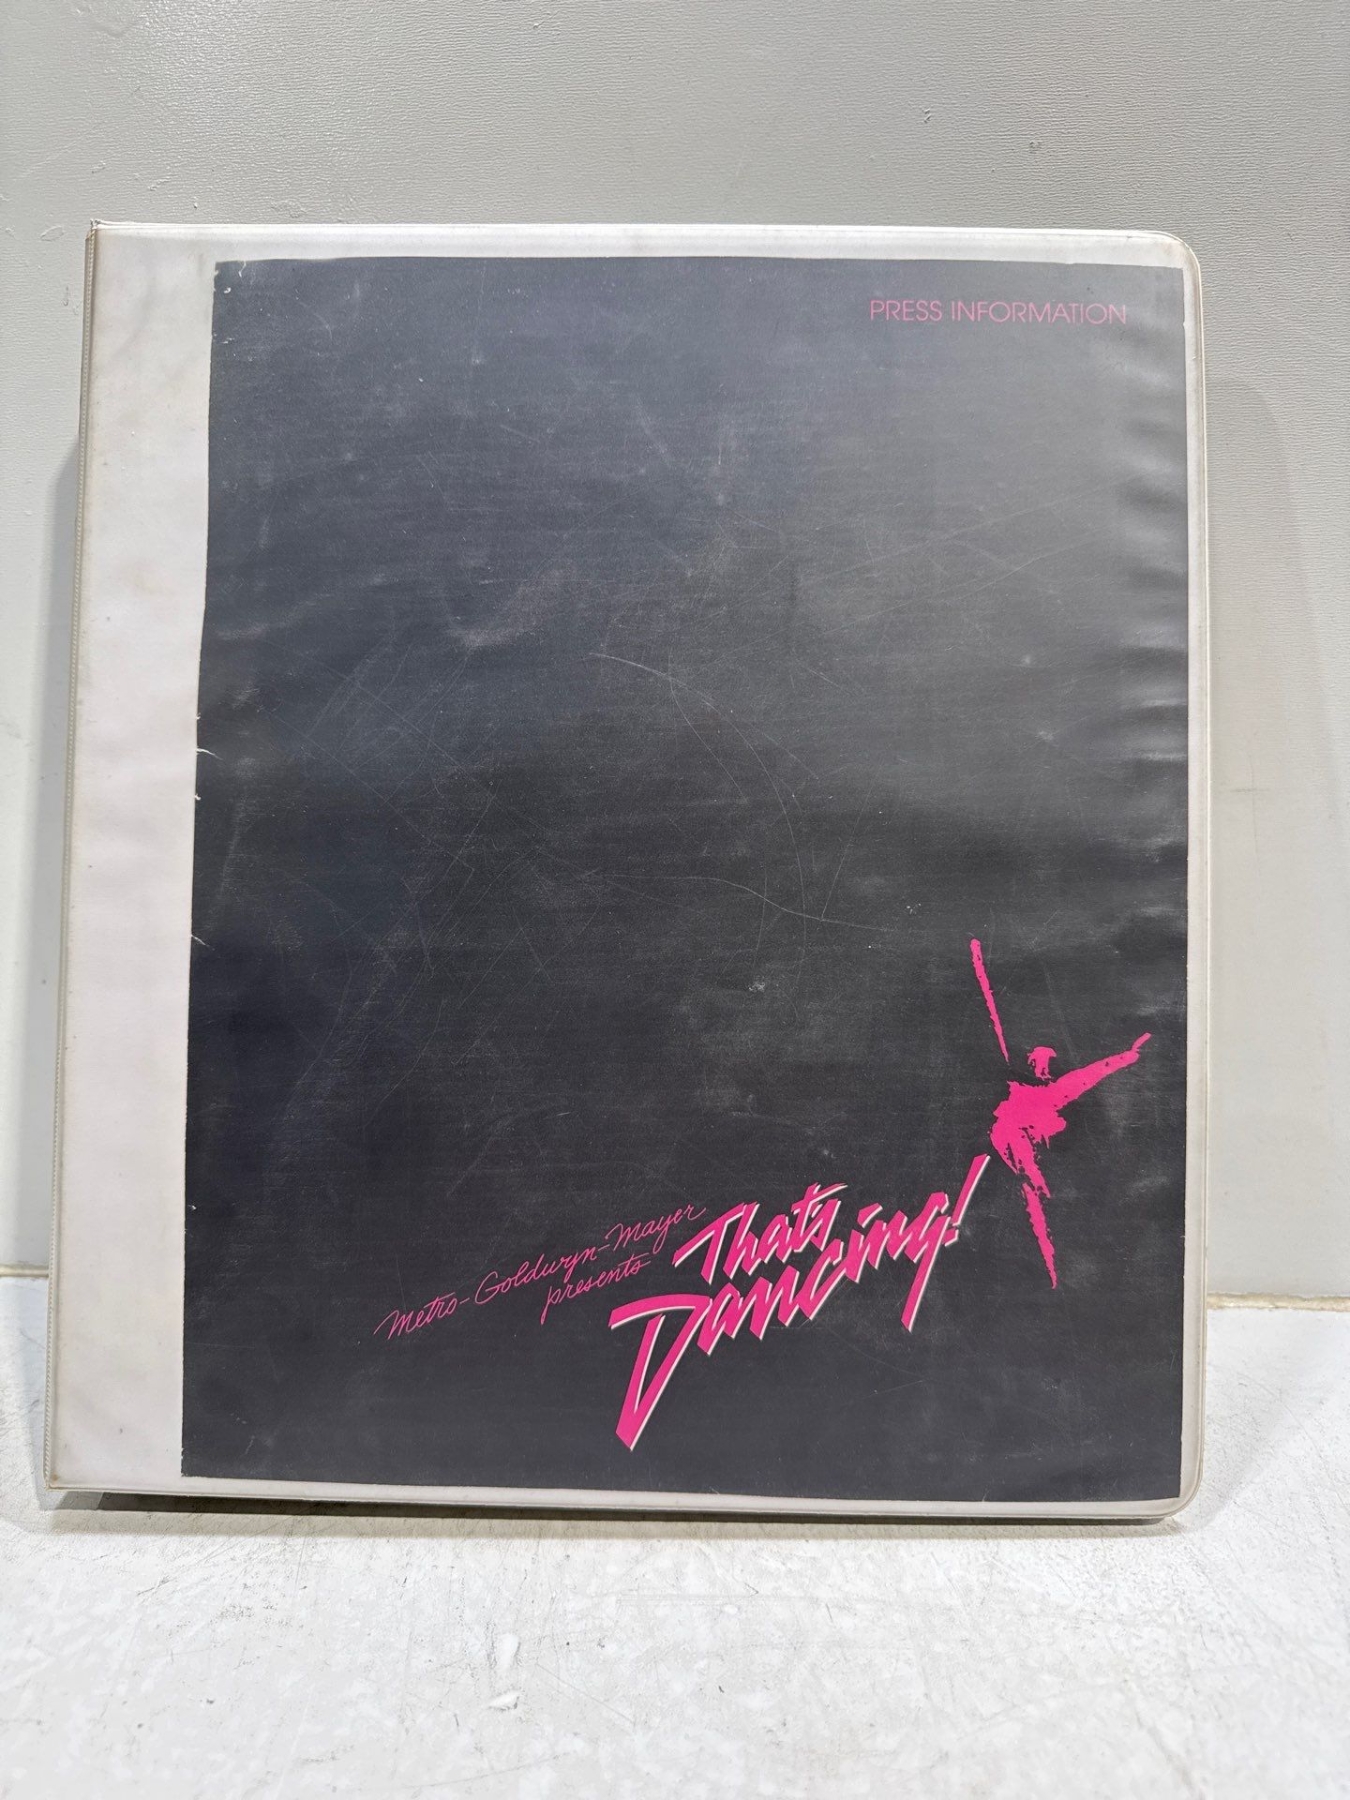 PRESS INFORMATION
Metro-Goldwyn-Mayer
presents
That's
Dancing!